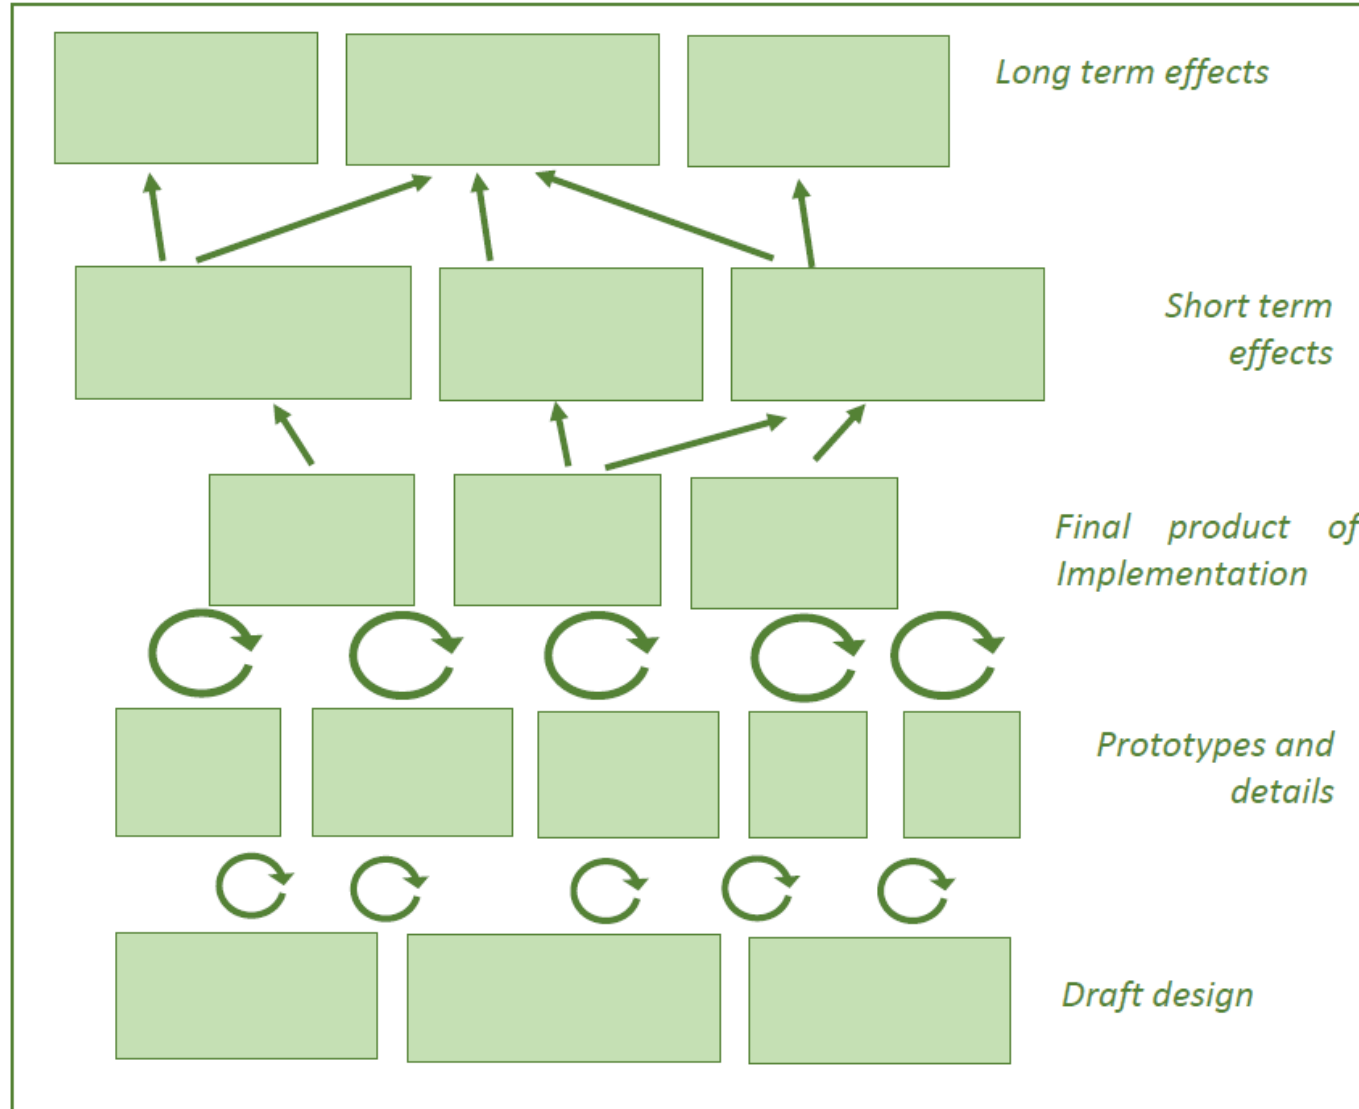 Long term effects
Short term
effects
Final product of
Implementation
Prototypes and
details
Draft design